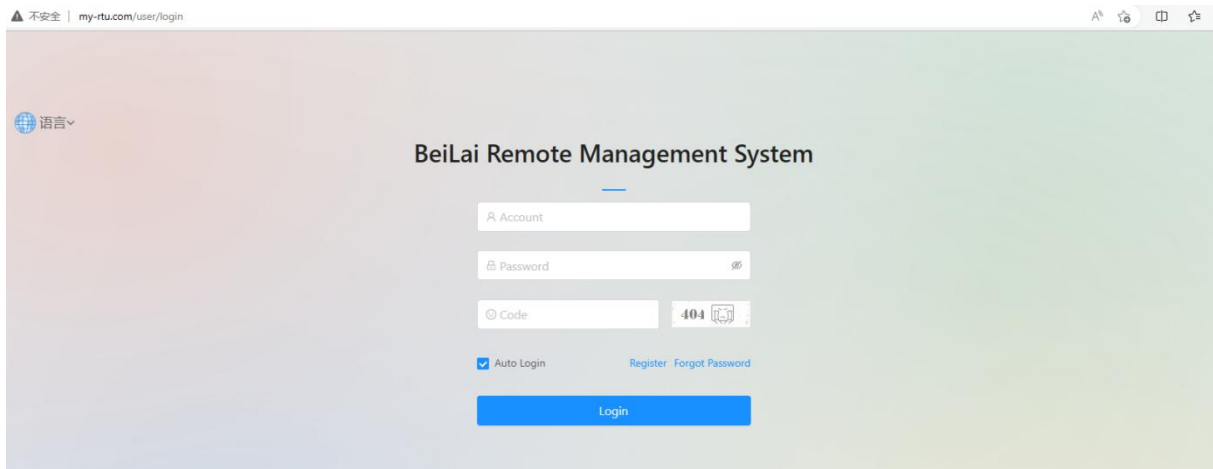 不安全 | my-rtu.com/user/login
语言
BeiLai Remote Management System
Account
Password
Code
404
Auto Login Register Forgot Password
Login